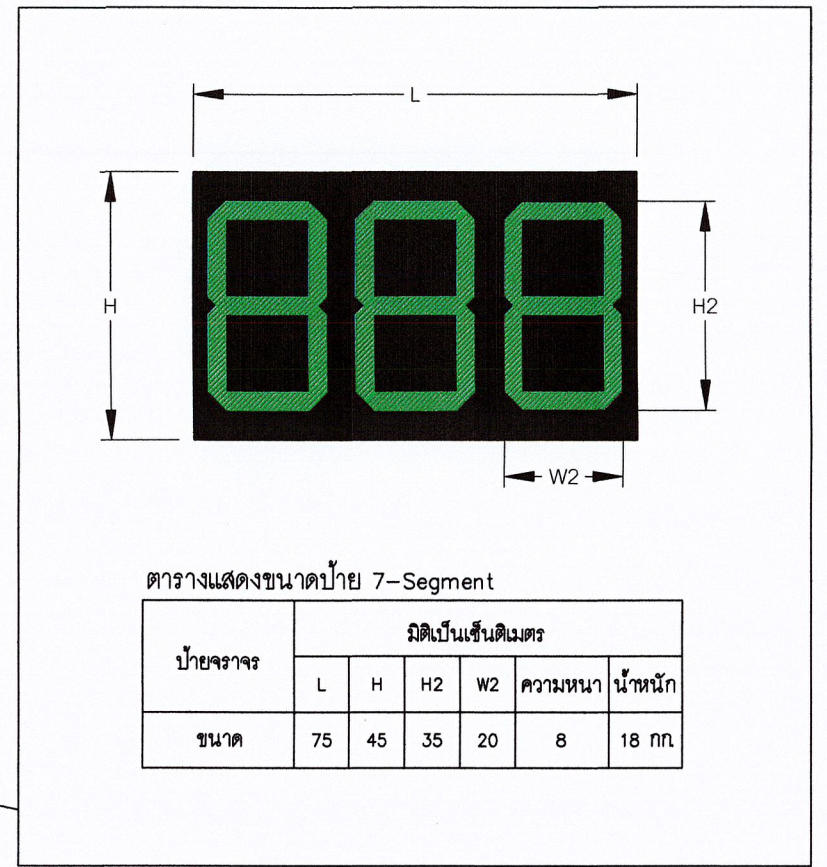 L
888
H
H2
W2
ตารางแสดงขนาดป้าย 7-Segment
ป้ายจราจร
มิติเป็นเซ็นติเมตร
L H H2 W2 ความหนา น้ำหนัก
ขนาด 75 45 35 20 8 18 กก.